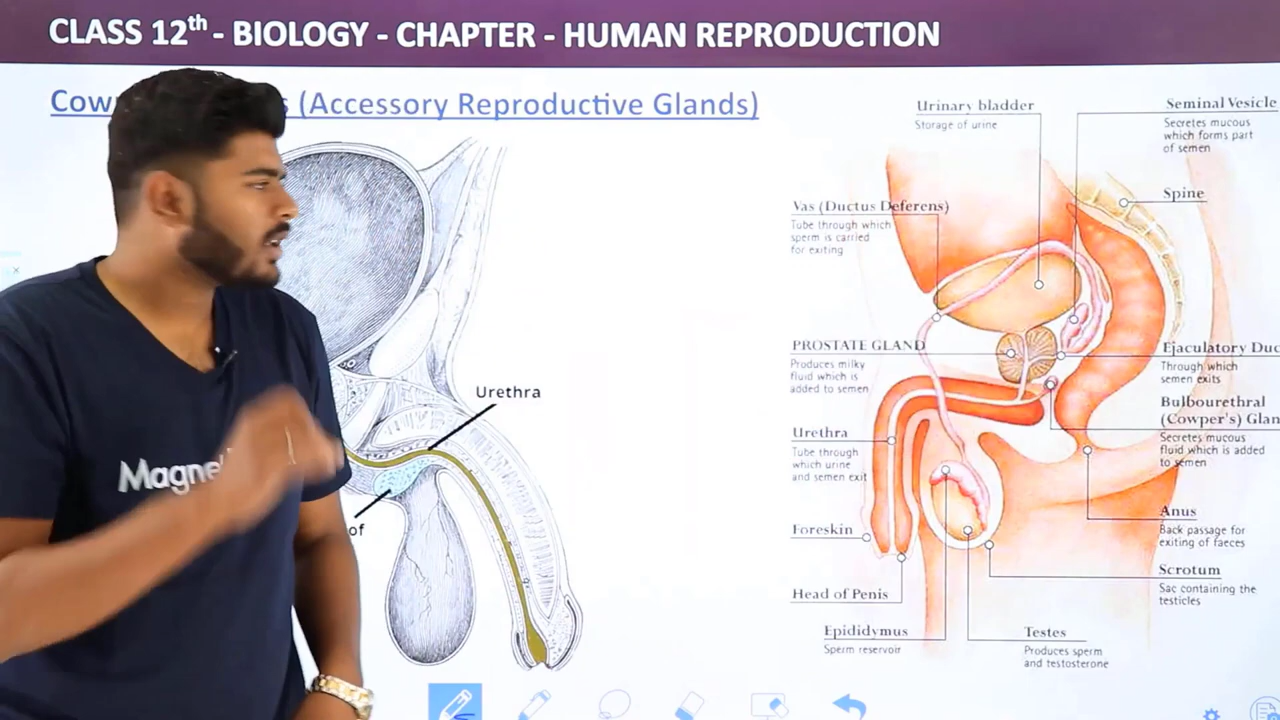 CLASS 12th - BIOLOGY - CHAPTER - HUMAN REPRODUCTION
(Accessory Reproductive Glands)
Urinary bladder
Storage of urine
Seminal Vesicle
Secretes mucous
which forms part
of semen
Spine
Vas (Ductus Deferens)
Tube through which
sperm is carried
for exiting
PROSTATE GLAND
Produces milky
fluid which is
added to semen
Ejaculatory Duc
Through which
semen exits
Bulbourethral
(Cowper's) Glan
Secretes mucous
fluid which is added
to semen
Urethra
Urethra
Tube through
which urine
and semen exit
of
Foreskin
Anus
Back passage for
exiting of faeces
Head of Penis
Scrotum
Sac containing the
testicles
Epididymus
Sperm reservoir
Testes
Produces sperm
and testosterone
Magne